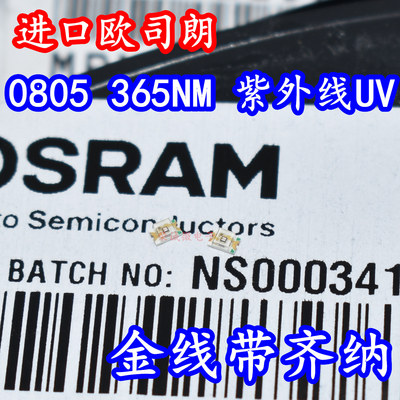 进口欧司朗
0805 365NM 紫外线UV
OSRAM
to Semiconductors
BATCH NO: NS000341
金线带齐纳